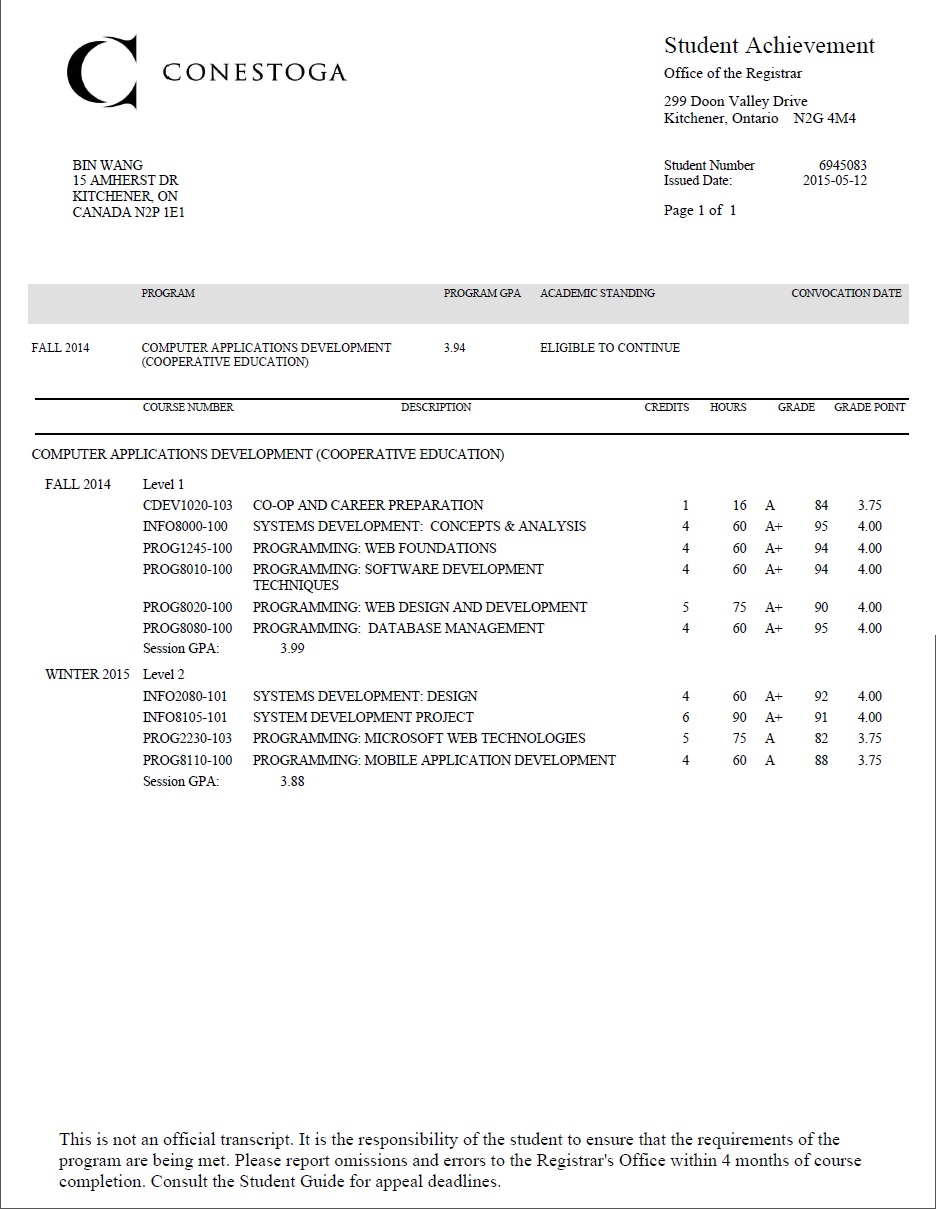 CONESTOGA
Student Achievement
Office of the Registrar
299 Doon Valley Drive
Kitchener, Ontario N2G 4M4
BIN WANG
15 AMHERST DR
KITCHENER, ON
CANADA N2P 1E1
Student Number 6945083
Issued Date: 2015-05-12
Page 1 of 1
PROGRAM PROGRAM GPA ACADEMIC STANDING CONVOCATION DATE
FALL 2014 COMPUTER APPLICATIONS DEVELOPMENT 3.94 ELIGIBLE TO CONTINUE
(COOPERATIVE EDUCATION)
COURSE NUMBER DESCRIPTION CREDITS HOURS GRADE GRADE POINT
COMPUTER APPLICATIONS DEVELOPMENT (COOPERATIVE EDUCATION)
FALL 2014 Level 1
CDEV1020-103 CO-OP AND CAREER PREPARATION 1 16 A 84 3.75
INFO8000-100 SYSTEMS DEVELOPMENT: CONCEPTS & ANALYSIS 4 60 A+ 95 4.00
PROG1245-100 PROGRAMMING: WEB FOUNDATIONS 4 60 A+ 94 4.00
PROG8010-100 PROGRAMMING: SOFTWARE DEVELOPMENT 4 60 A+ 94 4.00
TECHNIQUES
PROG8020-100 PROGRAMMING: WEB DESIGN AND DEVELOPMENT 5 75 A+ 90 4.00
PROG8080-100 PROGRAMMING: DATABASE MANAGEMENT 4 60 A+ 95 4.00
Session GPA: 3.99
WINTER 2015 Level 2
INFO2080-101 SYSTEMS DEVELOPMENT: DESIGN 4 60 A+ 92 4.00
INFO8105-101 SYSTEM DEVELOPMENT PROJECT 6 90 A+ 91 4.00
PROG2230-103 PROGRAMMING: MICROSOFT WEB TECHNOLOGIES 5 75 A 82 3.75
PROG8110-100 PROGRAMMING: MOBILE APPLICATION DEVELOPMENT 4 60 A 88 3.75
Session GPA: 3.88
This is not an official transcript. It is the responsibility of the student to ensure that the requirements of the
program are being met. Please report omissions and errors to the Registrar's Office within 4 months of course
completion. Consult the Student Guide for appeal deadlines.